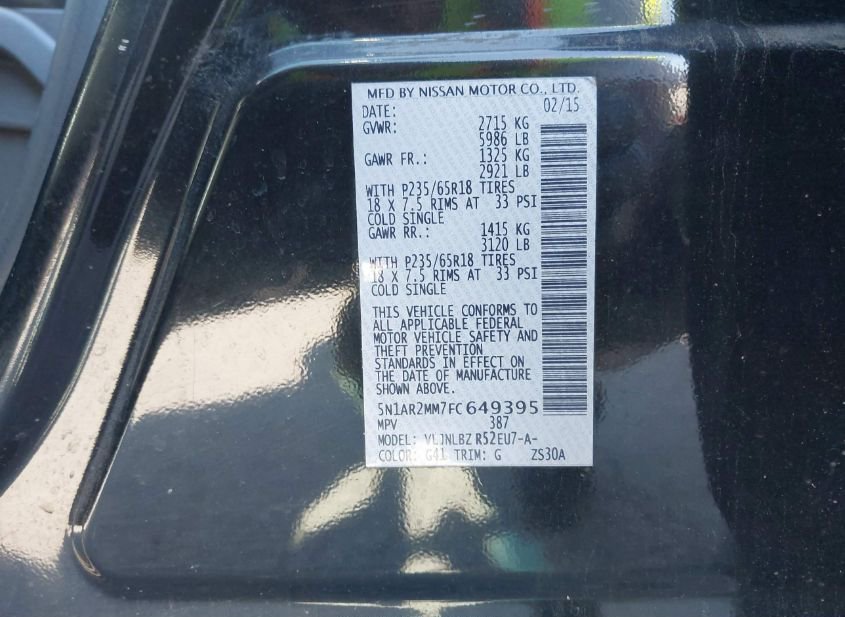 MFD BY NISSAN MOTOR CO., LTD.
DATE: 02/15
GVWR: 2715 KG
5986 LB
GAWR FR.: 1325 KG
2921 LB
WITH P235/65R18 TIRES
18 X 7.5 RIMS AT 33 PSI
COLD SINGLE
GAWR RR.: 1415 KG
3120 LB
WITH P235/65R18 TIRES
18 X 7.5 RIMS AT 33 PSI
COLD SINGLE
THIS VEHICLE CONFORMS TO
ALL APPLICABLE FEDERAL
MOTOR VEHICLE SAFETY AND
THEFT PREVENTION
STANDARDS IN EFFECT ON
THE DATE OF MANUFACTURE
SHOWN ABOVE.
5N1AR2MM7FC649395
MPV 387
MODEL: VLJNLBZ R52EU7-A-
COLOR: G41 TRIM: G ZS30A